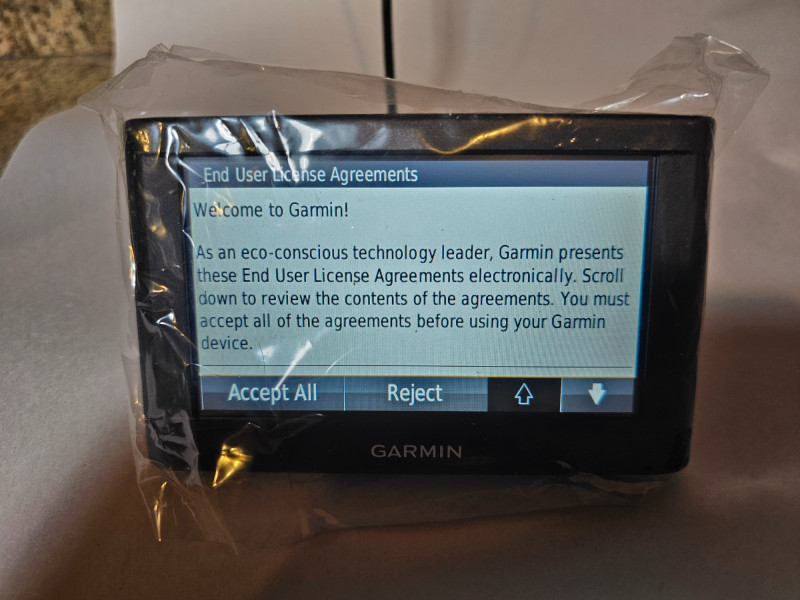 End User License Agreements
Welcome to Garmin!
As an eco-conscious technology leader, Garmin presents
these End User License Agreements electronically. Scroll
down to review the contents of the agreements. You must
accept all of the agreements before using your Garmin
device.
Accept All Reject
GARMIN